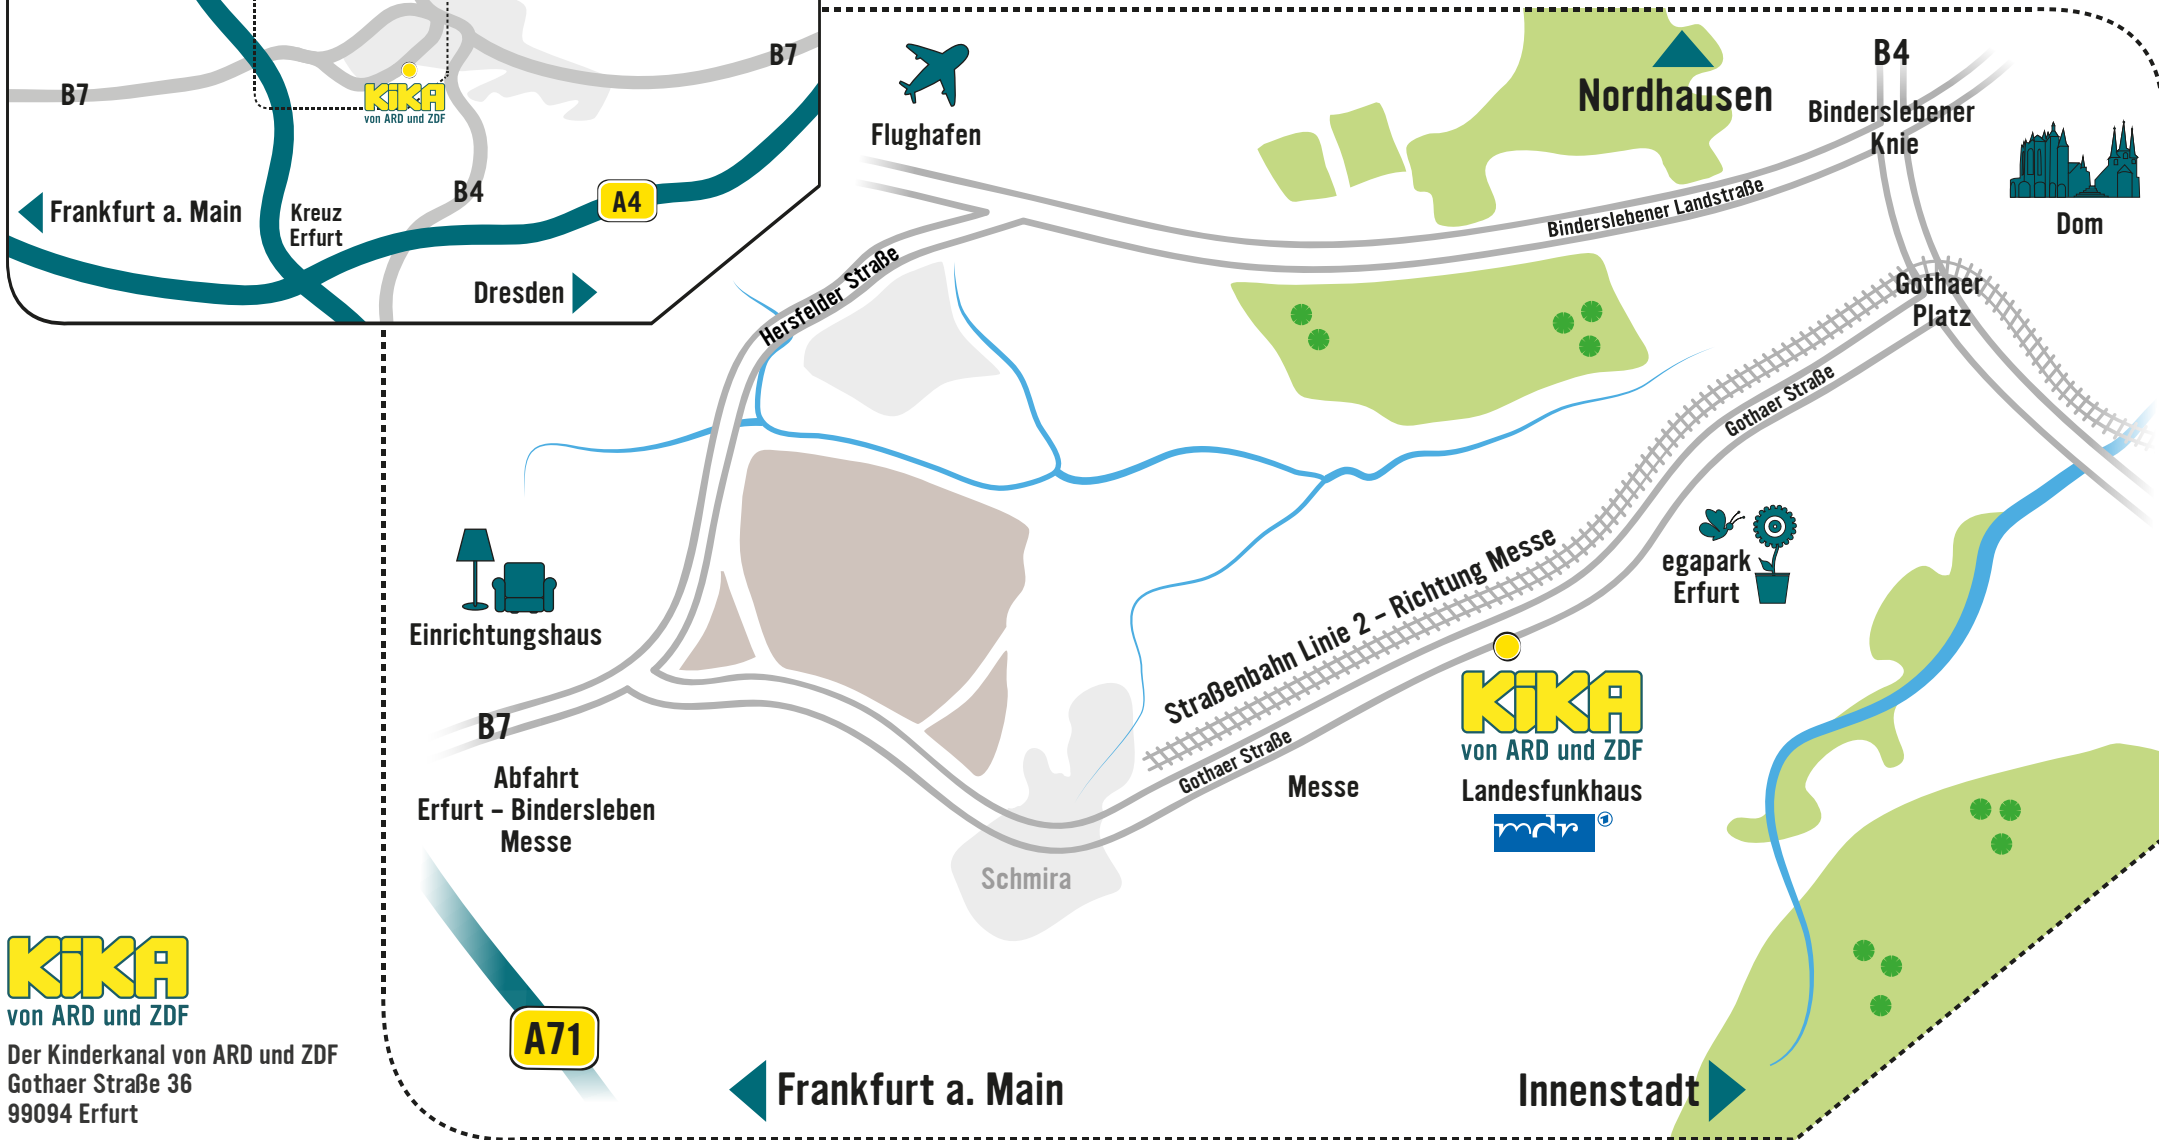 B7
B7
KiKA
von ARD und ZDF
B4
A4
Frankfurt a. Main
Kreuz
Erfurt
Dresden
Flughafen
Nordhausen
B4
Binderslebener
Knie
Dom
Binderslebener Landstraße
Hersfelder Straße
Gothaer
Platz
Gothaer Straße
Einrichtungshaus
egapark
Erfurt
Straßenbahn Linie 2 – Richtung Messe
B7
Gothaer Straße
Messe
KiKA
von ARD und ZDF
Landesfunkhaus
mdr
Abfahrt
Erfurt – Bindersleben
Messe
Schmira
A71
Frankfurt a. Main
Innenstadt
KiKA
von ARD und ZDF
Der Kinderkanal von ARD und ZDF
Gothaer Straße 36
99094 Erfurt